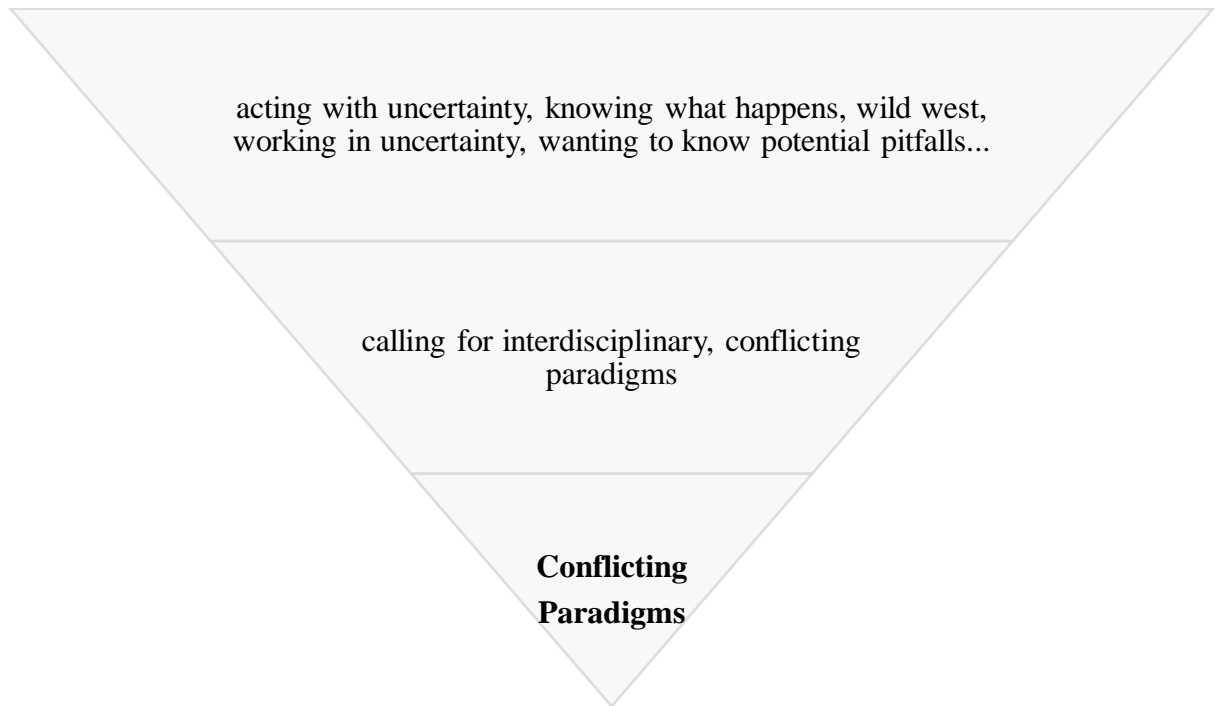 acting with uncertainty, knowing what happens, wild west,
working in uncertainty, wanting to know potential pitfalls...
calling for interdisciplinary, conflicting
paradigms
Conflicting
Paradigms